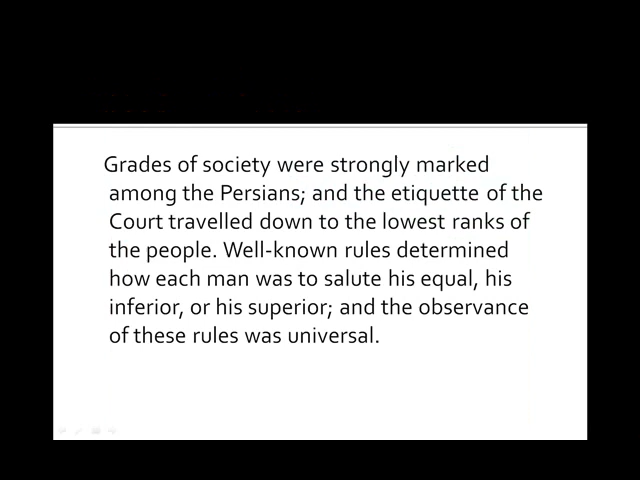 Grades of society were strongly marked
among the Persians; and the etiquette of the
Court travelled down to the lowest ranks of
the people. Well-known rules determined
how each man was to salute his equal, his
inferior, or his superior; and the observance
of these rules was universal.